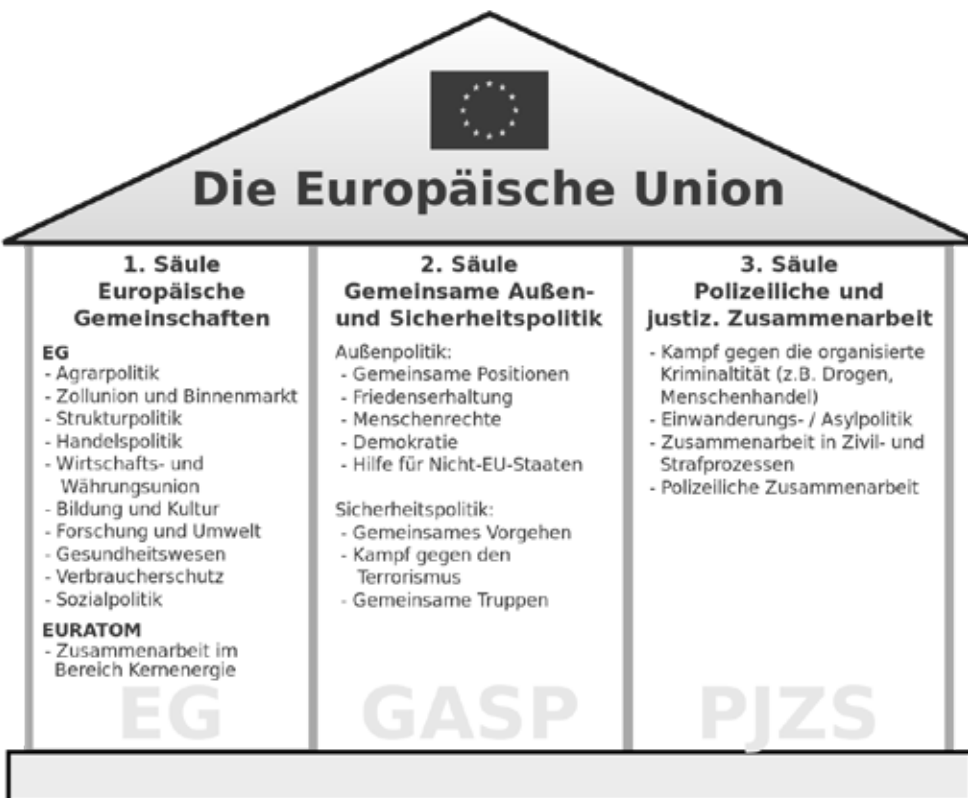 Die Europäische Union
1. Säule
Europäische
Gemeinschaften
EG
- Agrarpolitik
- Zollunion und Binnenmarkt
- Strukturpolitik
- Handelspolitik
- Wirtschafts- und
Währungsunion
- Bildung und Kultur
- Forschung und Umwelt
- Gesundheitswesen
- Verbraucherschutz
- Sozialpolitik
EURATOM
- Zusammenarbeit im
Bereich Kernenergie
EG
2. Säule
Gemeinsame Außen-
und Sicherheitspolitik
Außenpolitik:
- Gemeinsame Positionen
- Friedenserhaltung
- Menschenrechte
- Demokratie
- Hilfe für Nicht-EU-Staaten
Sicherheitspolitik:
- Gemeinsames Vorgehen
- Kampf gegen den
Terrorismus
- Gemeinsame Truppen
GASP
3. Säule
Polizeiliche und
justiz. Zusammenarbeit
- Kampf gegen die organisierte
Kriminaltität (z.B. Drogen,
Menschenhandel)
- Einwanderungs- / Asylpolitik
- Zusammenarbeit in Zivil- und
Strafprozessen
- Polizeiliche Zusammenarbeit
PJZS